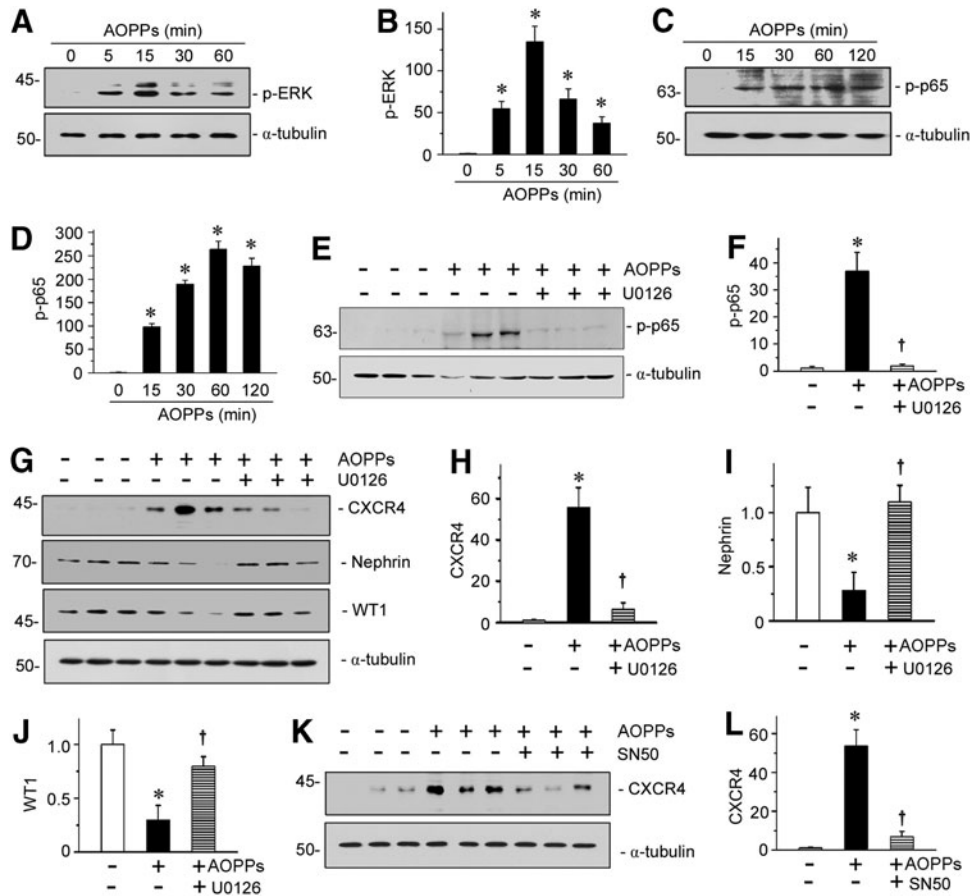 A
AOPPs (min)
0 5 15 30 60
45-
- p-ERK
50-
- α-tubulin
B
150
100
50
0
p-ERK
* * * *
0 5 15 30 60
AOPPs (min)
C
AOPPs (min)
0 15 30 60 120
63-
- p-p65
50-
- α-tubulin
D
300
250
200
150
100
50
0
p-p65
* * * *
0 15 30 60 120
AOPPs (min)
E
- - - + + + + + + AOPPs
- - - - - - + + + U0126
63-
- p-p65
50-
- α-tubulin
F
40
20
0
p-p65
* †
- + + AOPPs
- - + U0126
G
- - - + + + + + + AOPPs
- - - - - - + + + U0126
45-
- CXCR4
70-
- Nephrin
45-
- WT1
50-
- α-tubulin
H
60
40
20
0
CXCR4
* †
- + + AOPPs
- - + U0126
I
1.0
0.5
0
Nephrin
* †
- + + AOPPs
- - + U0126
J
1.0
0.5
0
WT1
* †
- + + AOPPs
- - + U0126
K
- - - + + + + + + AOPPs
- - - - - - + + + SN50
45-
- CXCR4
50-
- α-tubulin
L
60
40
20
0
CXCR4
* †
- + + AOPPs
- - + SN50